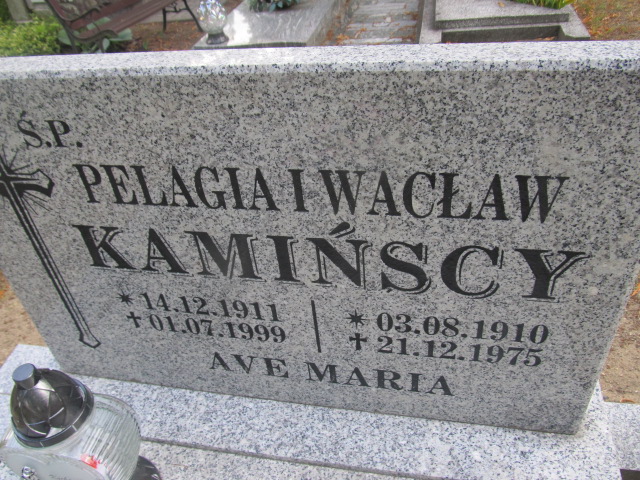 Ś.P.
PELAGIA I WACŁAW
KAMIŃSCY
* 14.12.1911
+ 01.07.1999
* 03.08.1910
+ 21.12.1975
AVE MARIA